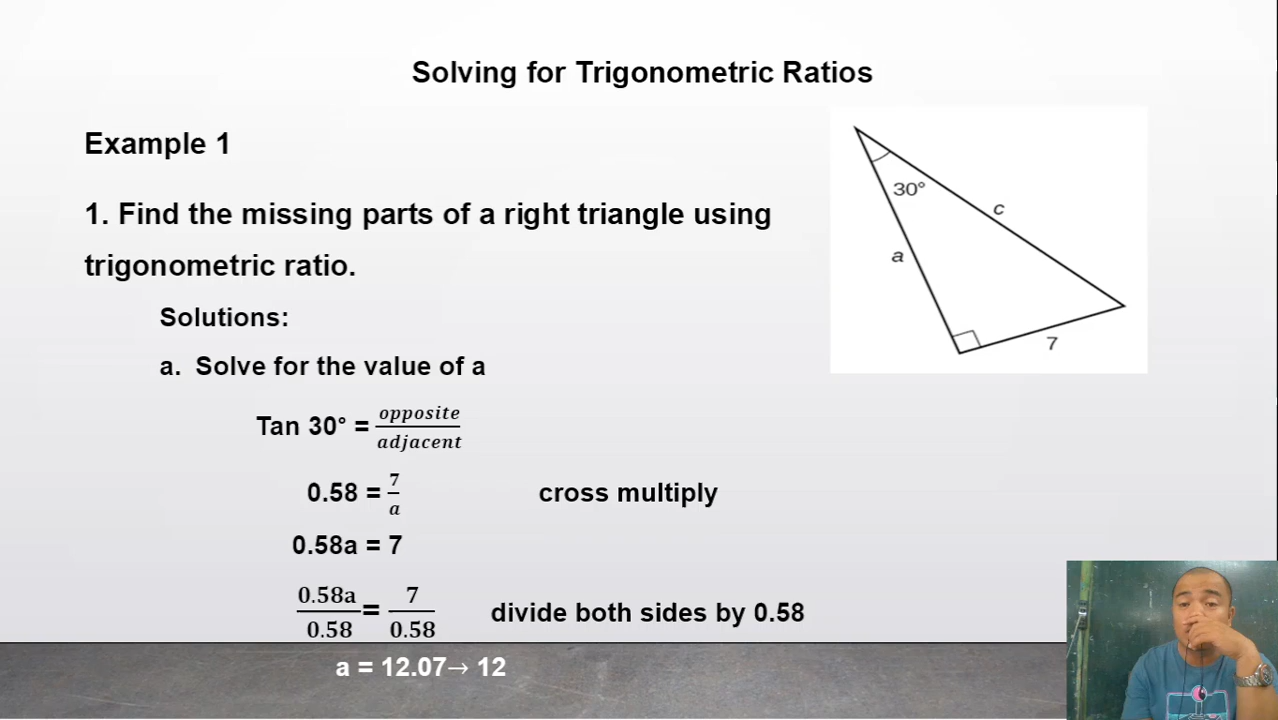 Solving for Trigonometric Ratios
Example 1
1. Find the missing parts of a right triangle using
trigonometric ratio.
Solutions:
a. Solve for the value of a
Tan 30° = opposite/adjacent
0.58 = 7/a cross multiply
0.58a = 7
0.58a/0.58 = 7/0.58 divide both sides by 0.58
a = 12.07→ 12
30°
c
a
7